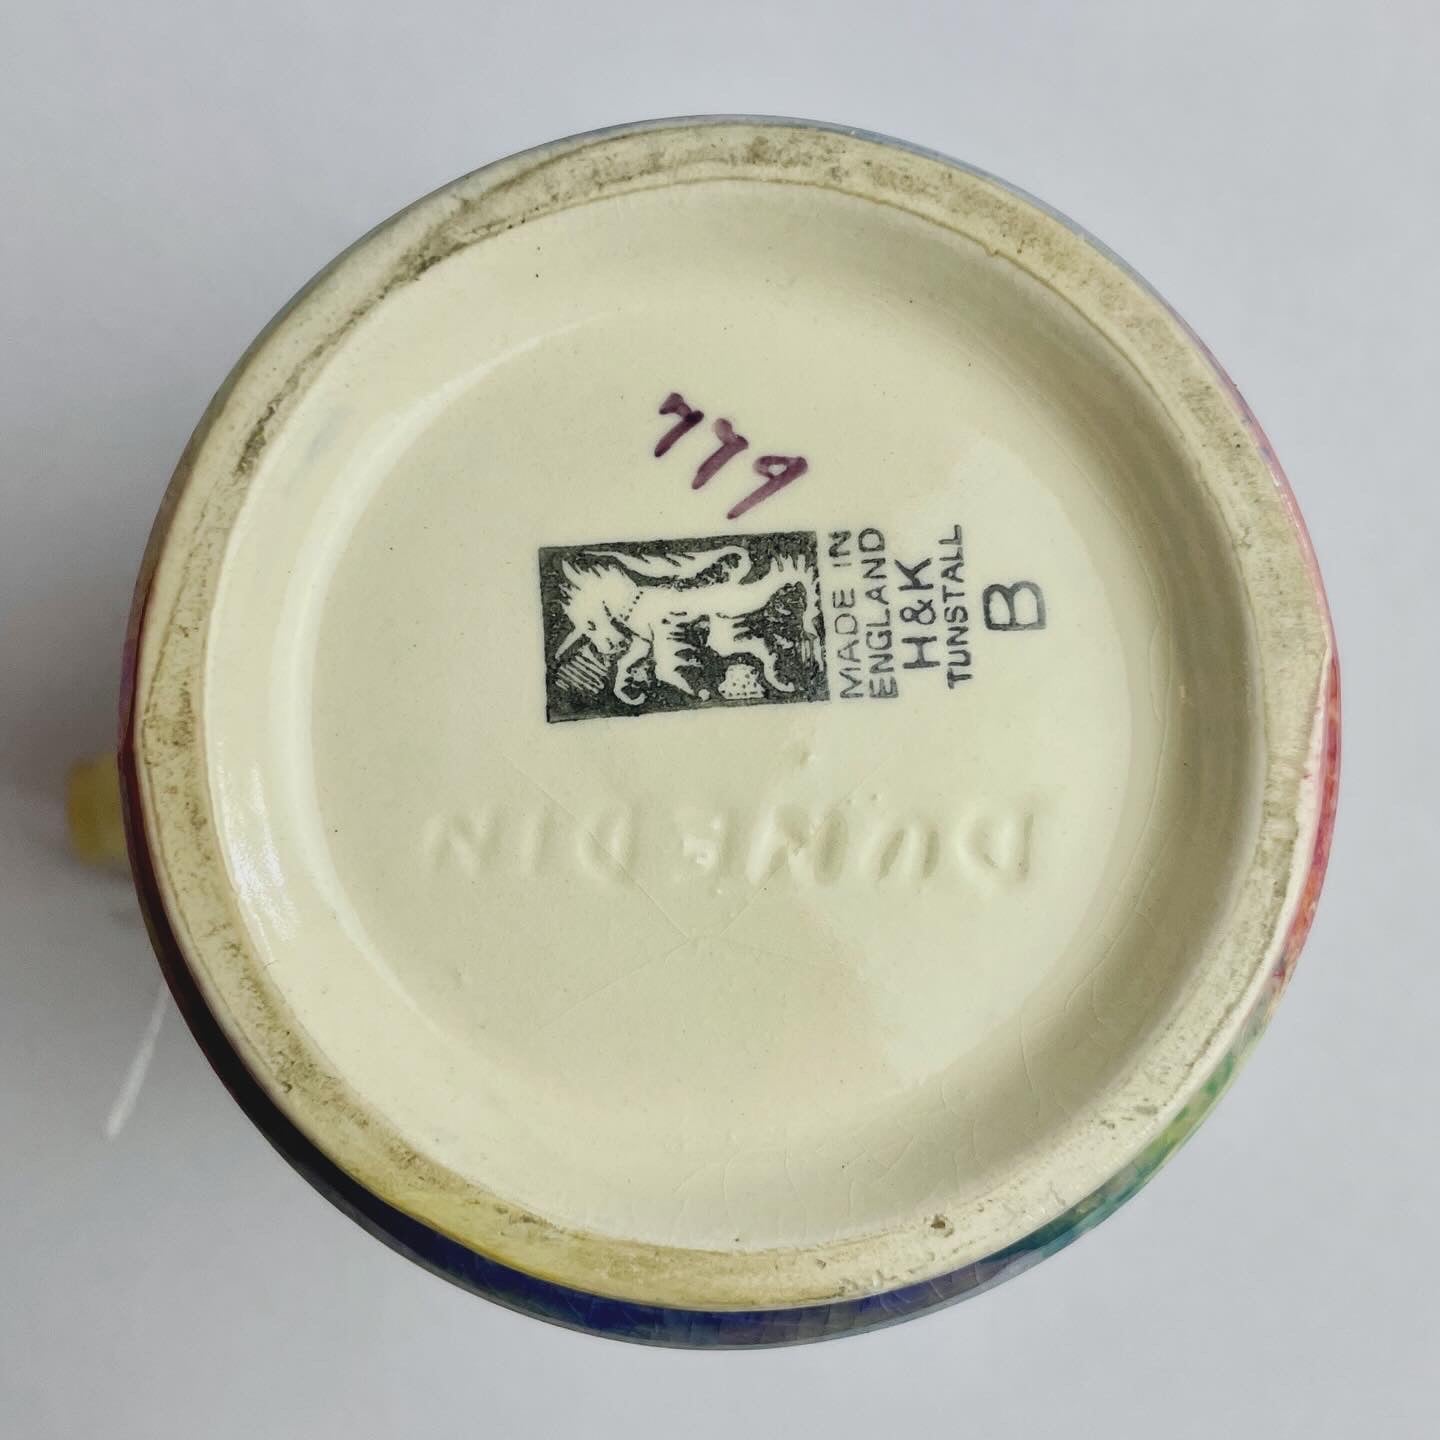 779
MADE IN
ENGLAND
H&K
TUNSTALL
B
DUNEDIN